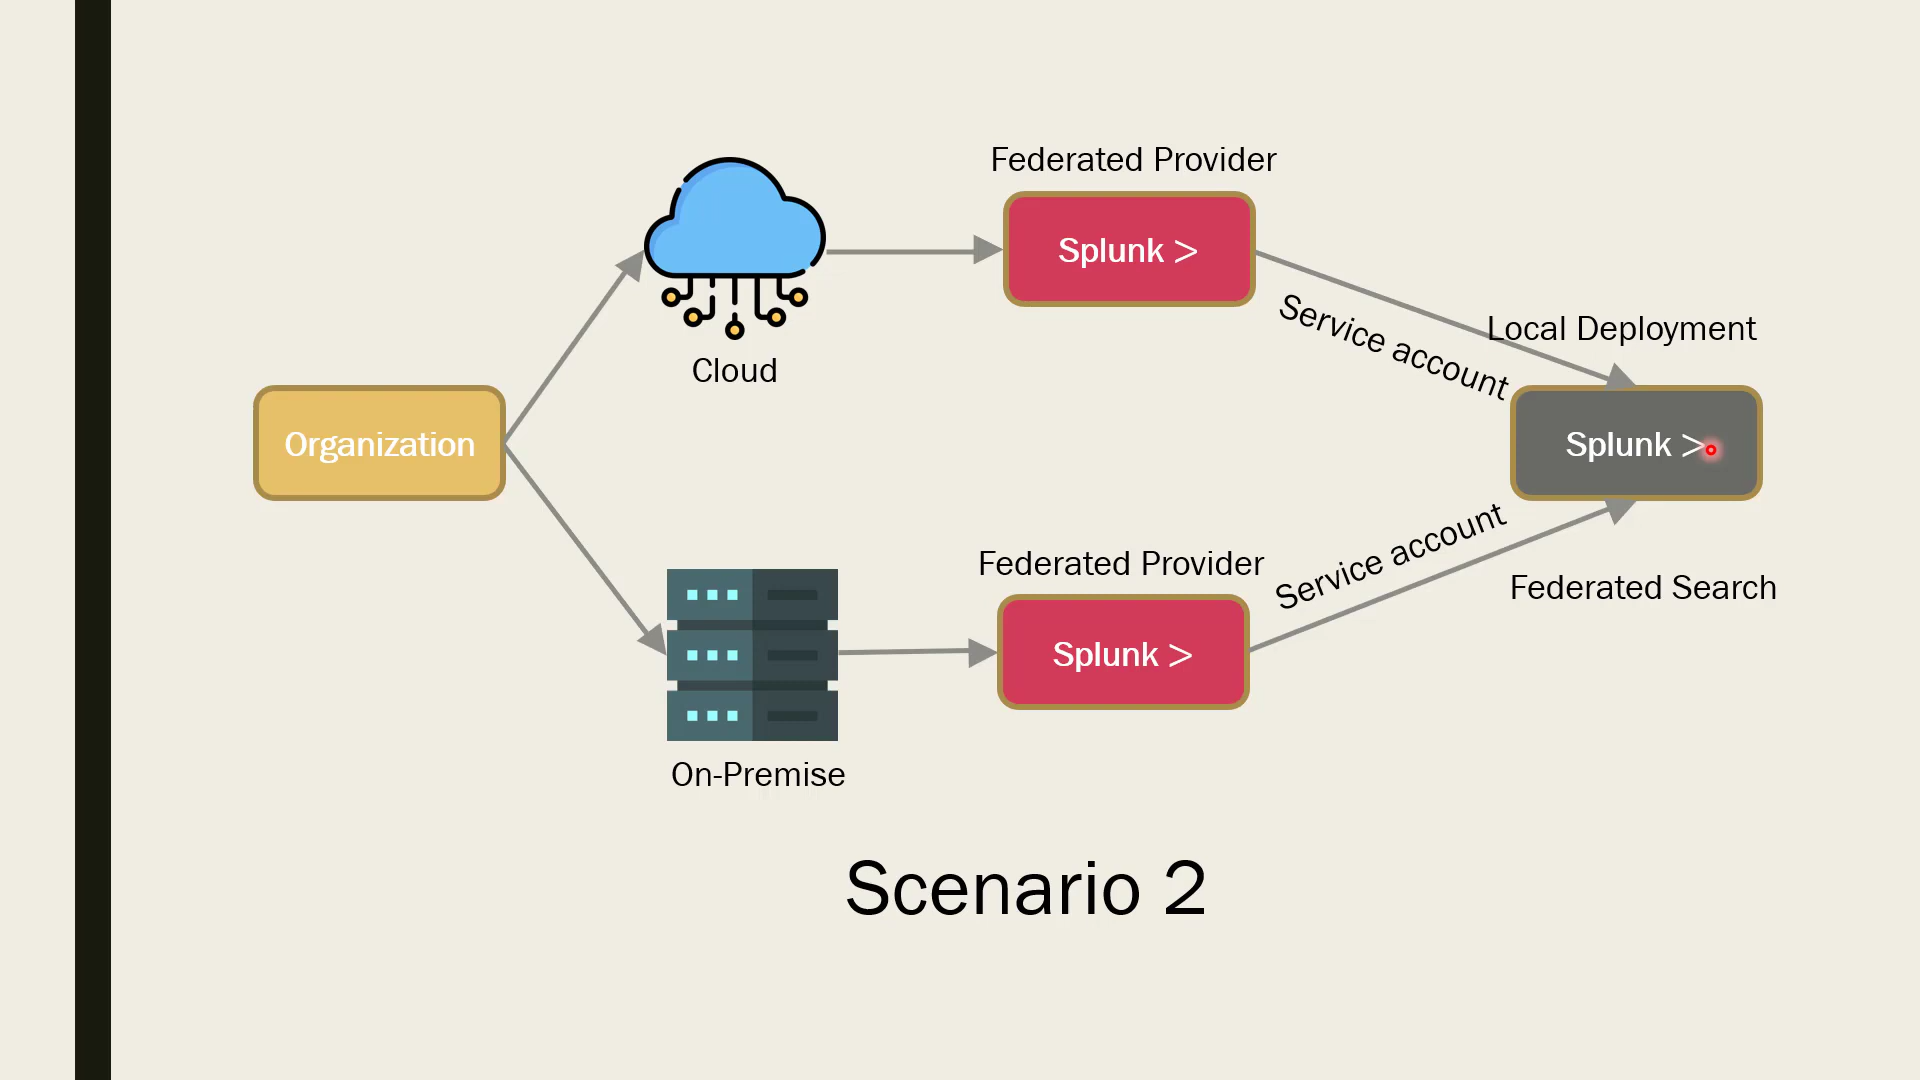 Federated Provider
Splunk >
Service account
Local Deployment
Cloud
Organization
Splunk >
Service account
Federated Provider
Federated Search
Splunk >
On-Premise
Scenario 2